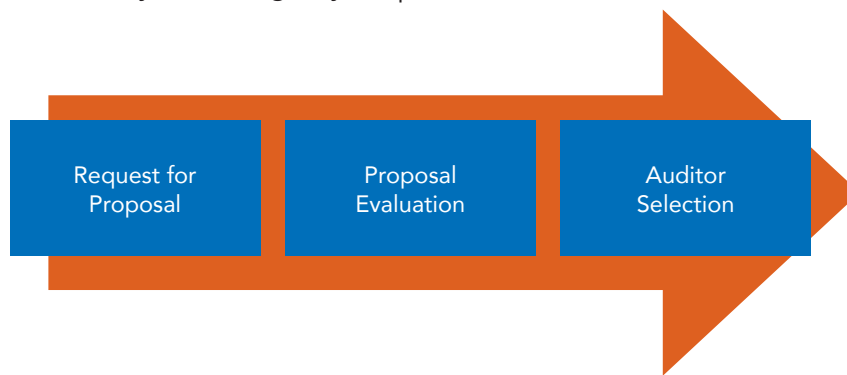 Request for
Proposal
Proposal
Evaluation
Auditor
Selection